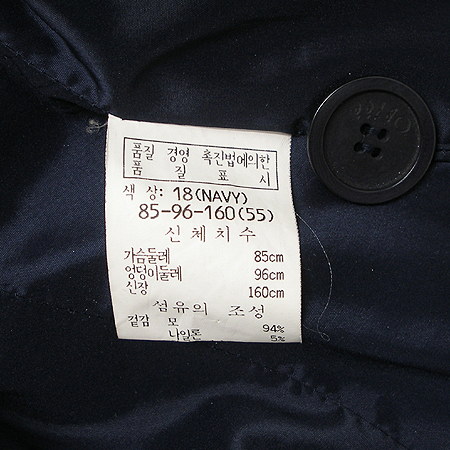 품질 경영 촉진법에의한
품 질 표 시
색 상: 18(NAVY)
85-96-160(55)
신체치수
가슴둘레 85cm
엉덩이둘레 96cm
신장 160cm
섬유의 조성
겉감 모 94%
나일론 5%